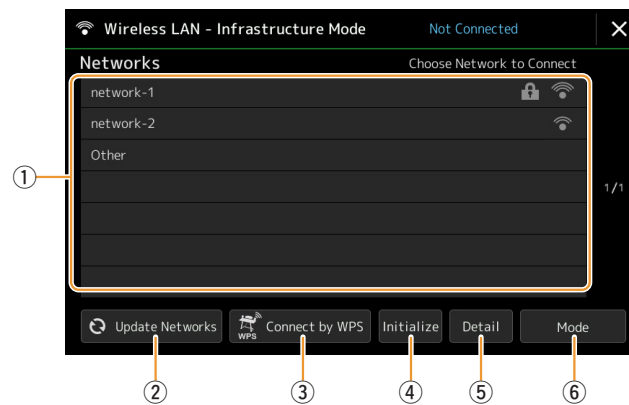 Wireless LAN - Infrastructure Mode Not Connected
Networks Choose Network to Connect
network-1
network-2
Other
①
1/1
Update Networks WPS Connect by WPS Initialize Detail Mode
② ③ ④ ⑤ ⑥